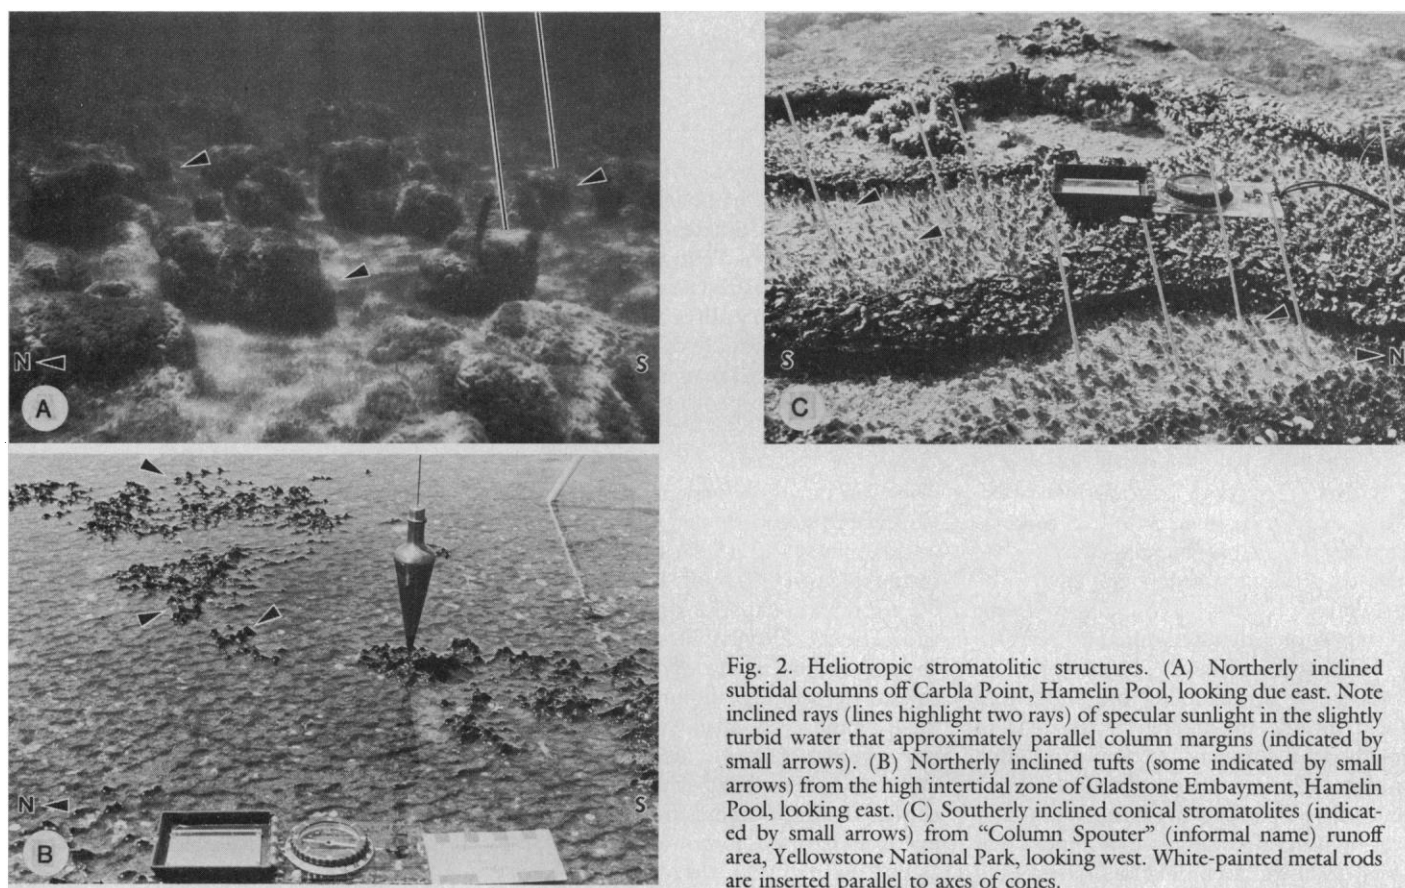 N
S
A
S
N
C
N
S
B
Fig. 2. Heliotropic stromatolitic structures. (A) Northerly inclined
subtidal columns off Carbla Point, Hamelin Pool, looking due east. Note
inclined rays (lines highlight two rays) of specular sunlight in the slightly
turbid water that approximately parallel column margins (indicated by
small arrows). (B) Northerly inclined tufts (some indicated by small
arrows) from the high intertidal zone of Gladstone Embayment, Hamelin
Pool, looking east. (C) Southerly inclined conical stromatolites (indicat-
ed by small arrows) from “Column Spouter” (informal name) runoff
area, Yellowstone National Park, looking west. White-painted metal rods
are inserted parallel to axes of cones.